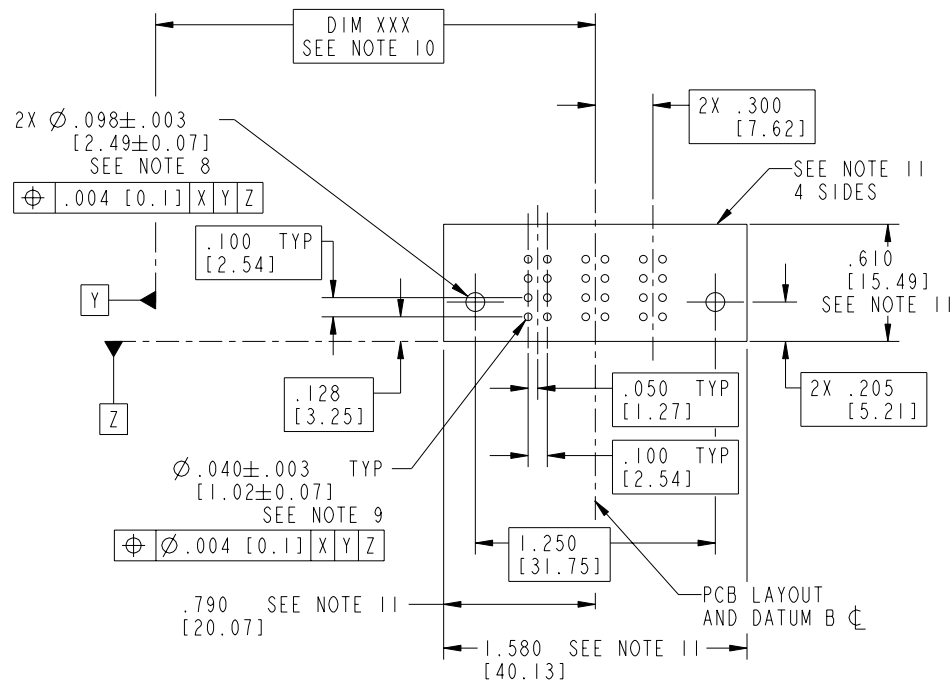 DIM XXX
SEE NOTE 10
2X Ø.098±.003
[2.49±0.07]
SEE NOTE 8
⌖ .004 [0.1] X Y Z
2X .300
[7.62]
SEE NOTE 11
4 SIDES
.100 TYP
[2.54]
.610
[15.49]
SEE NOTE 11
Y
Z
.128
[3.25]
.050 TYP
[1.27]
2X .205
[5.21]
Ø.040±.003 TYP
[1.02±0.07]
SEE NOTE 9
⌖ Ø.004 [0.1] X Y Z
.100 TYP
[2.54]
1.250
[31.75]
.790 SEE NOTE 11
[20.07]
PCB LAYOUT
AND DATUM B ℄
1.580 SEE NOTE 11
[40.13]